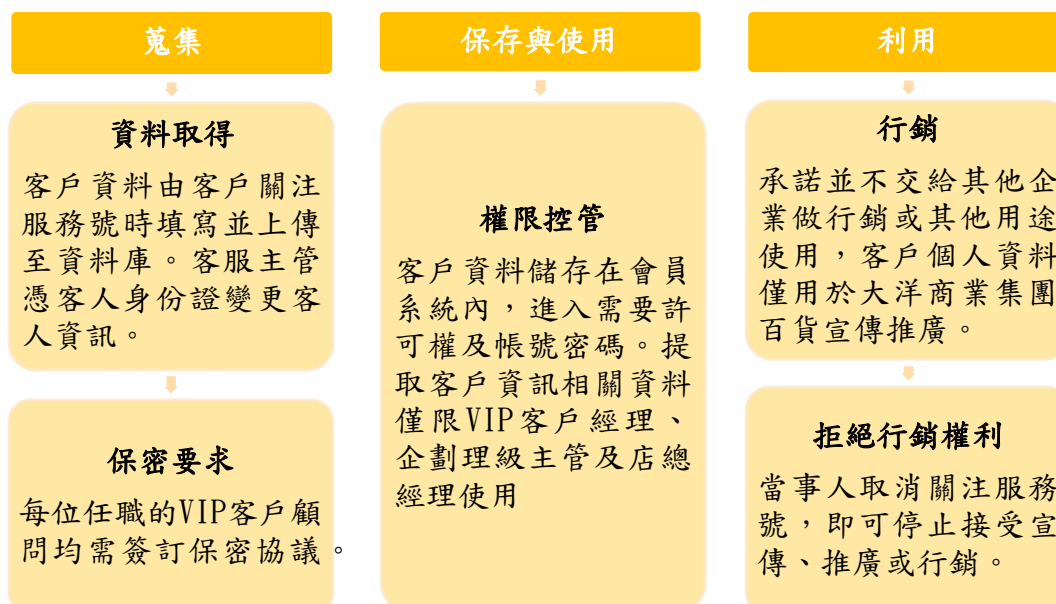 蒐集
資料取得
客戶資料由客戶關注
服務號時填寫並上傳
至資料庫。客服主管
憑客人身份證變更客
人資訊。
保密要求
每位任職的VIP客戶顧
問均需簽訂保密協議。
保存與使用
權限控管
客戶資料儲存在會員
系統內，進入需要許
可權及帳號密碼。提
取客戶資訊相關資料
僅限VIP客戶經理、
企劃理級主管及店總
經理使用
利用
行銷
承諾並不交給其他企
業做行銷或其他用途
使用，客戶個人資料
僅用於大洋商業集團
百貨宣傳推廣。
拒絕行銷權利
當事人取消關注服務
號，即可停止接受宣
傳、推廣或行銷。